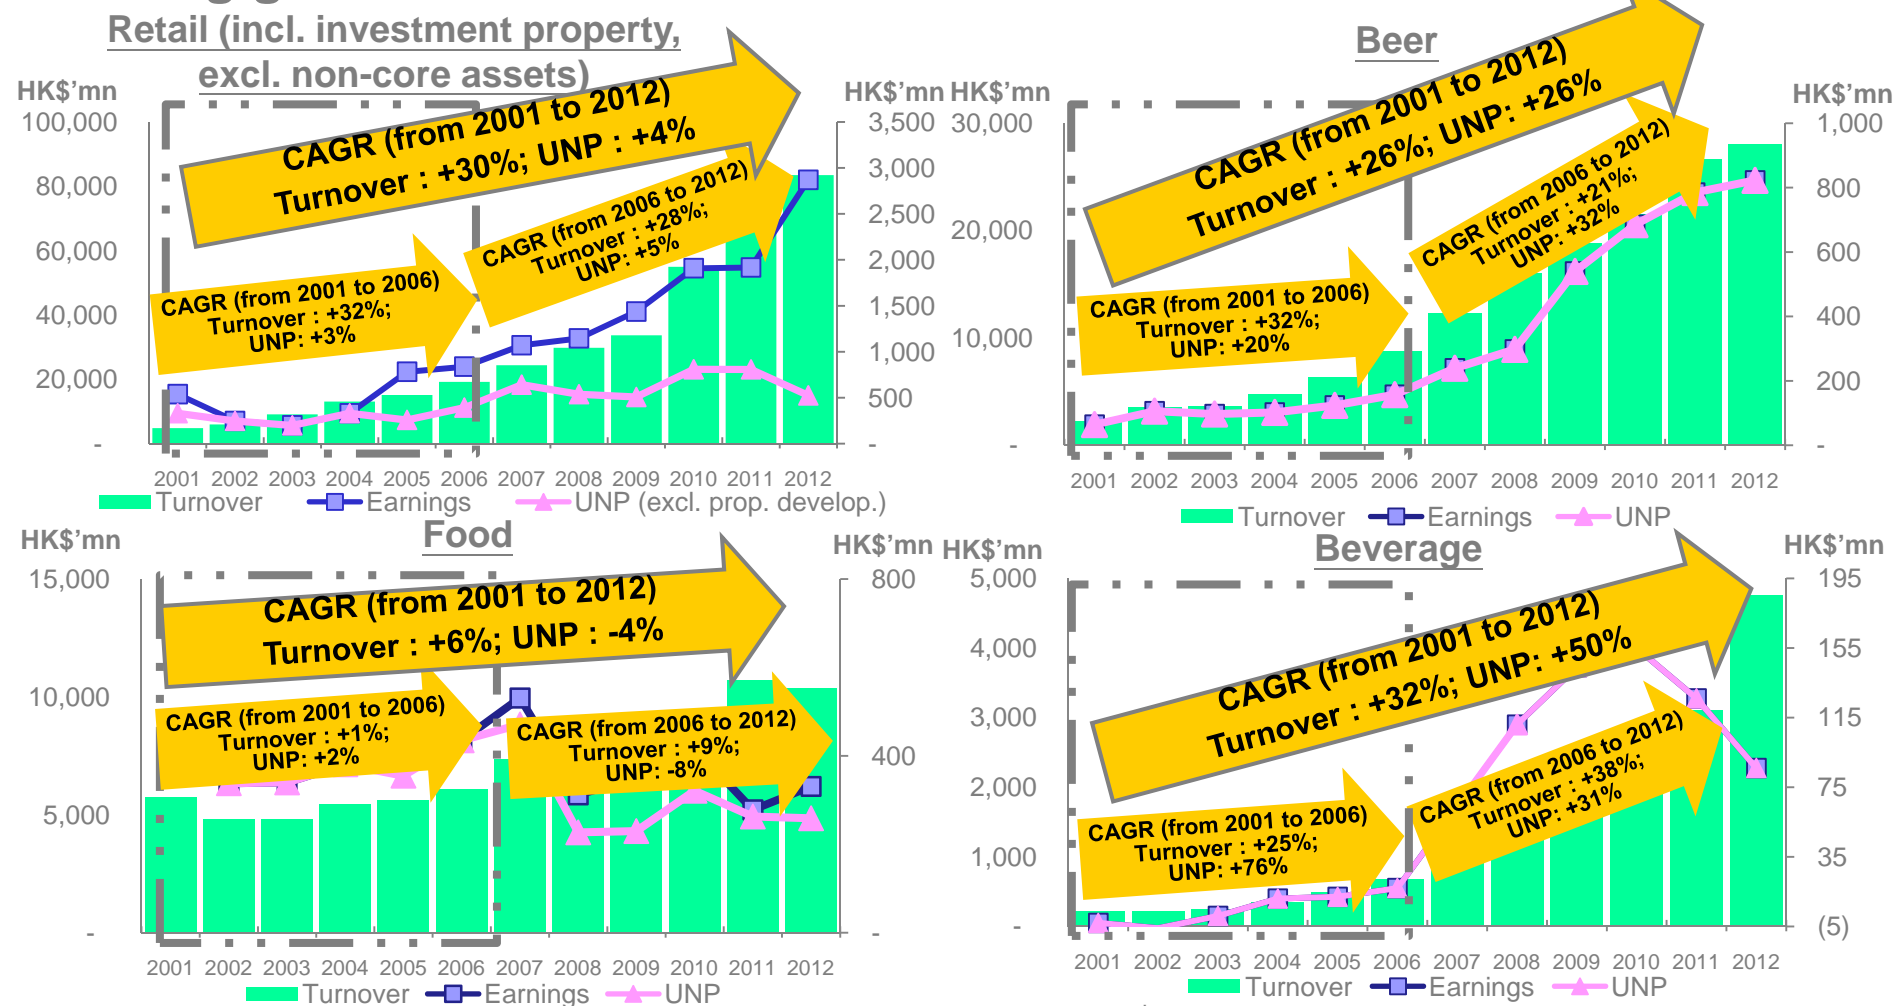 Retail (incl. investment property,
excl. non-core assets)
HK$'mn
HK$'mn
100,000
80,000
60,000
40,000
20,000
-
3,500
3,000
2,500
2,000
1,500
1,000
500
-
CAGR (from 2001 to 2012)
Turnover : +30%; UNP : +4%
CAGR (from 2001 to 2006)
Turnover : +32%;
UNP: +3%
CAGR (from 2006 to 2012)
Turnover : +28%;
UNP: +5%
2001 2002 2003 2004 2005 2006 2007 2008 2009 2010 2011 2012
Turnover Earnings UNP (excl. prop. develop.)
Beer
HK$'mn
HK$'mn
30,000
20,000
10,000
-
1,000
800
600
400
200
-
CAGR (from 2001 to 2012)
Turnover : +26%; UNP: +26%
CAGR (from 2001 to 2006)
Turnover : +32%;
UNP: +20%
CAGR (from 2006 to 2012)
Turnover : +21%;
UNP: +32%
2001 2002 2003 2004 2005 2006 2007 2008 2009 2010 2011 2012
Turnover Earnings UNP
Food
HK$'mn
HK$'mn
15,000
10,000
5,000
-
800
400
-
CAGR (from 2001 to 2012)
Turnover : +6%; UNP : -4%
CAGR (from 2001 to 2006)
Turnover : +1%;
UNP: +2%
CAGR (from 2006 to 2012)
Turnover : +9%;
UNP: -8%
2001 2002 2003 2004 2005 2006 2007 2008 2009 2010 2011 2012
Turnover Earnings UNP
Beverage
HK$'mn
HK$'mn
5,000
4,000
3,000
2,000
1,000
-
195
155
115
75
35
(5)
CAGR (from 2001 to 2012)
Turnover : +32%; UNP: +50%
CAGR (from 2001 to 2006)
Turnover : +25%;
UNP: +76%
CAGR (from 2006 to 2012)
Turnover : +38%;
UNP: +31%
2001 2002 2003 2004 2005 2006 2007 2008 2009 2010 2011 2012
Turnover Earnings UNP